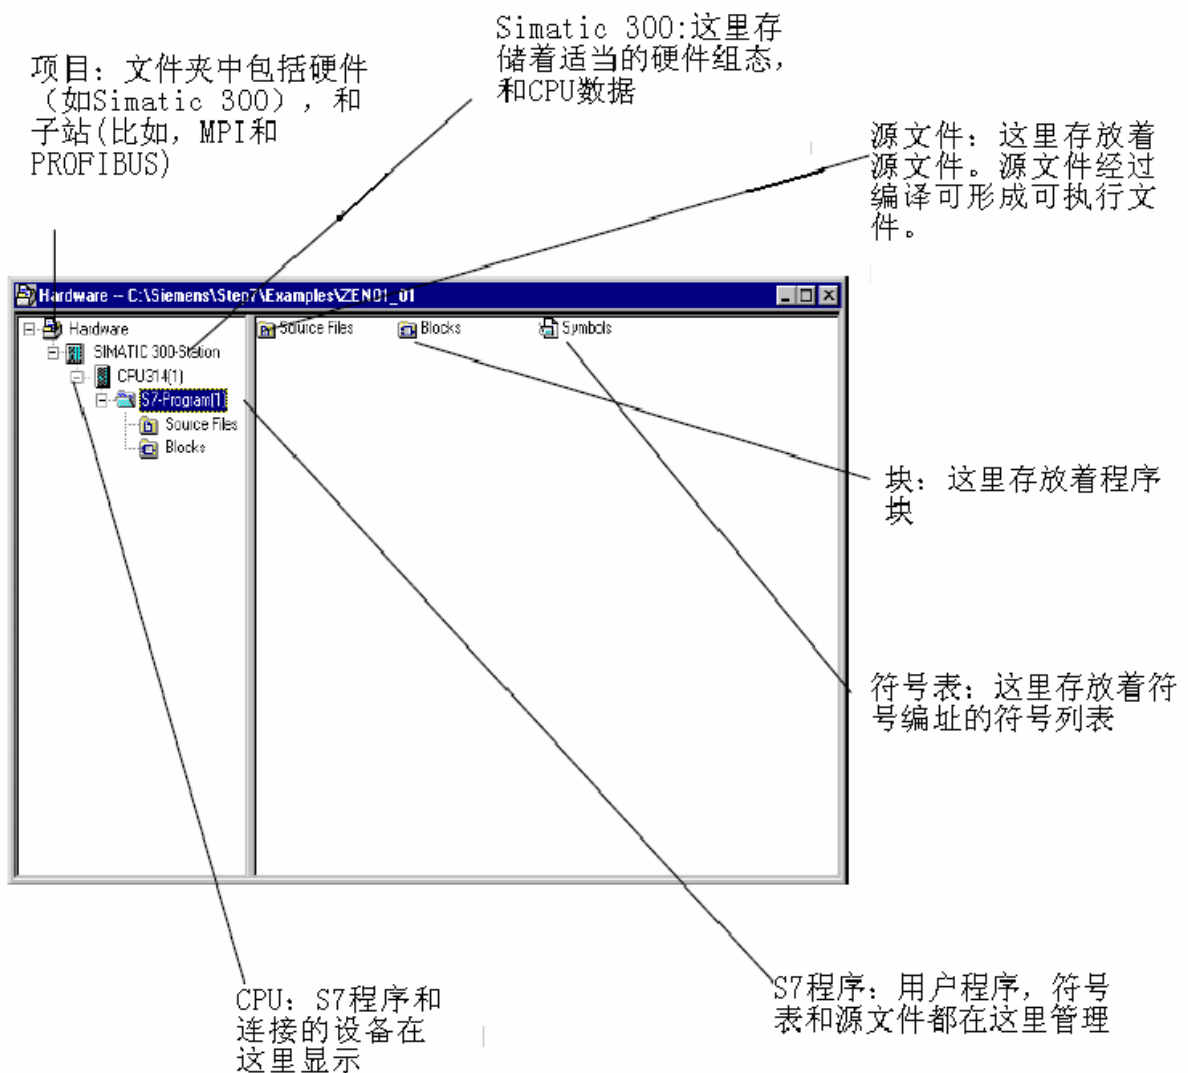 Simatic 300:这里存
储着适当的硬件组态,
和CPU数据
项目: 文件夹中包括硬件
（如Simatic 300）, 和
子站(比如, MPI和
PROFIBUS)
源文件: 这里存放着
源文件。源文件经过
编译可形成可执行文
件。
Hardware -- C:\Siemens\Step7\Examples\ZEN01_01
Hardware
SIMATIC 300-Station
CPU314(1)
S7-Program(1)
Source Files
Blocks
Source Files
Blocks
Symbols
块: 这里存放着程序
块
符号表: 这里存放着符
号编址的符号列表
S7程序: 用户程序, 符号
表和源文件都在这里管理
CPU: S7程序和
连接的设备在
这里显示